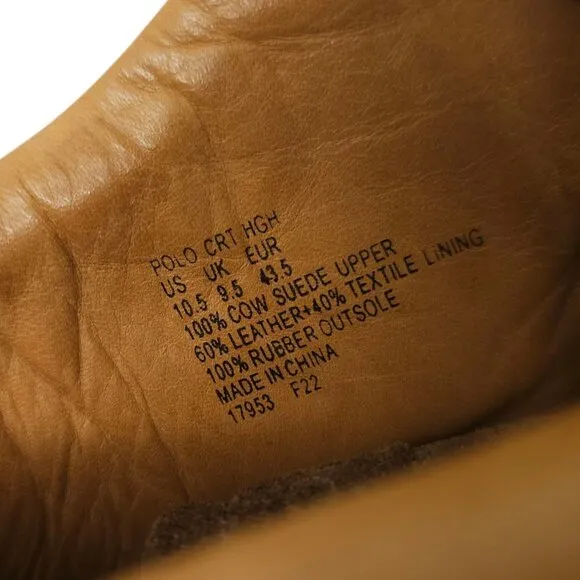 POLO CRT HGH
US UK EUR
10.5 9.5 43.5
100% COW SUEDE UPPER
60% LEATHER+40% TEXTILE LINING
100% RUBBER OUTSOLE
MADE IN CHINA
17953 F22